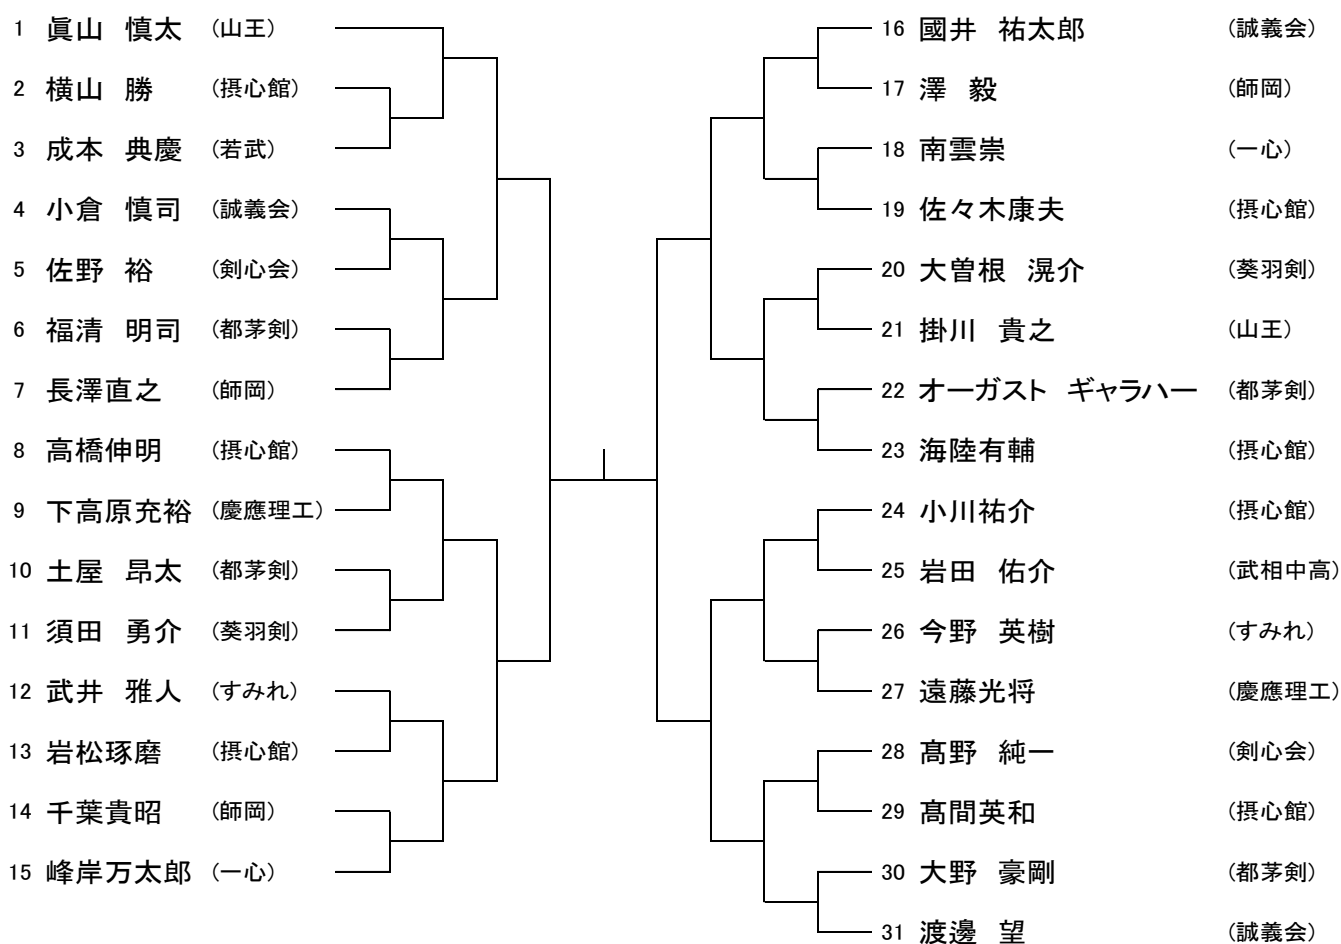 1 眞山 慎太 (山王)
2 横山 勝 (摂心館)
3 成本 典慶 (若武)
4 小倉 慎司 (誠義会)
5 佐野 裕 (剣心会)
6 福清 明司 (都茅剣)
7 長澤直之 (師岡)
8 高橋伸明 (摂心館)
9 下高原充裕 (慶應理工)
10 土屋 昂太 (都茅剣)
11 須田 勇介 (葵羽剣)
12 武井 雅人 (すみれ)
13 岩松琢磨 (摂心館)
14 千葉貴昭 (師岡)
15 峰岸万太郎 (一心)
16 國井 祐太郎 (誠義会)
17 澤 毅 (師岡)
18 南雲崇 (一心)
19 佐々木康夫 (摂心館)
20 大曽根 滉介 (葵羽剣)
21 掛川 貴之 (山王)
22 オーガスト ギャラハー (都茅剣)
23 海陸有輔 (摂心館)
24 小川祐介 (摂心館)
25 岩田 佑介 (武相中高)
26 今野 英樹 (すみれ)
27 遠藤光将 (慶應理工)
28 髙野 純一 (剣心会)
29 髙間英和 (摂心館)
30 大野 豪剛 (都茅剣)
31 渡邊 望 (誠義会)